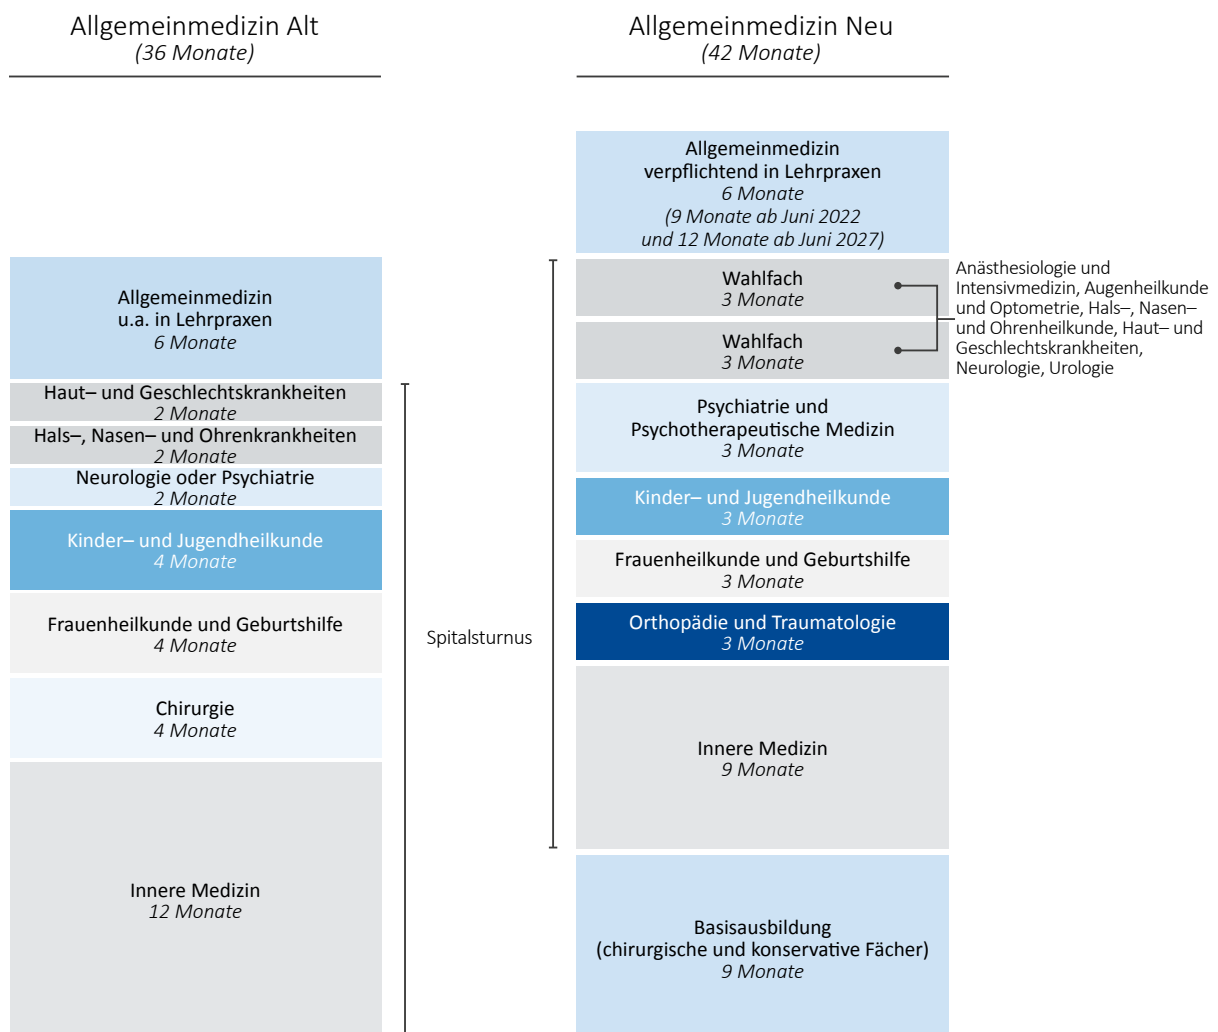 Allgemeinmedizin Alt
(36 Monate)
Allgemeinmedizin
u.a. in Lehrpraxen
6 Monate
Haut– und Geschlechtskrankheiten
2 Monate
Hals–, Nasen– und Ohrenkrankheiten
2 Monate
Neurologie oder Psychiatrie
2 Monate
Kinder– und Jugendheilkunde
4 Monate
Frauenheilkunde und Geburtshilfe
4 Monate
Chirurgie
4 Monate
Innere Medizin
12 Monate
Spitalsturnus
Allgemeinmedizin Neu
(42 Monate)
Allgemeinmedizin
verpflichtend in Lehrpraxen
6 Monate
(9 Monate ab Juni 2022
und 12 Monate ab Juni 2027)
Wahlfach
3 Monate
Wahlfach
3 Monate
Anästhesiologie und
Intensivmedizin, Augenheilkunde
und Optometrie, Hals–, Nasen–
und Ohrenheilkunde, Haut– und
Geschlechtskrankheiten,
Neurologie, Urologie
Psychiatrie und
Psychotherapeutische Medizin
3 Monate
Kinder– und Jugendheilkunde
3 Monate
Frauenheilkunde und Geburtshilfe
3 Monate
Orthopädie und Traumatologie
3 Monate
Innere Medizin
9 Monate
Basisausbildung
(chirurgische und konservative Fächer)
9 Monate